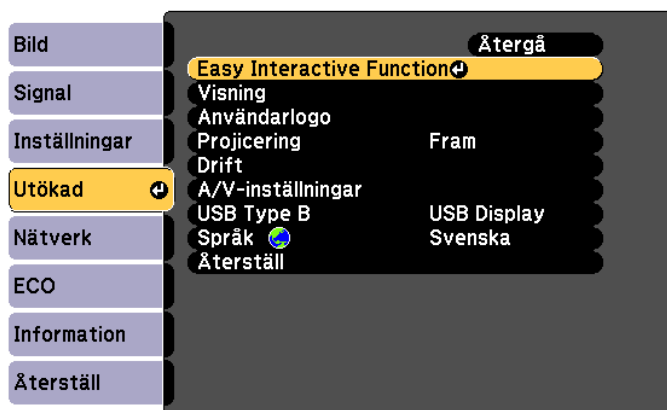 Bild
Signal
Inställningar
Utökad
Nätverk
ECO
Information
Återställ
Återgå
Easy Interactive Function
Visning
Användarlogo
Projicering Fram
Drift
A/V-inställningar
USB Type B USB Display
Språk Svenska
Återställ